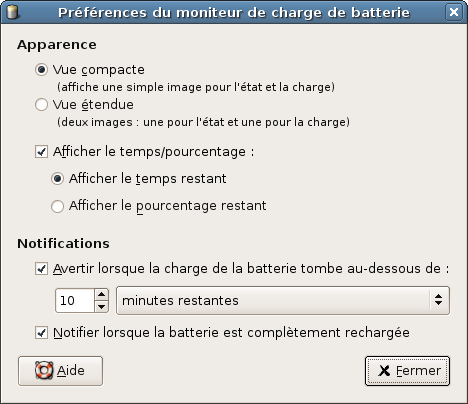 Préférences du moniteur de charge de batterie
Apparence
Vue compacte
(affiche une simple image pour l'état et la charge)
Vue étendue
(deux images : une pour l'état et une pour la charge)
Afficher le temps/pourcentage :
Afficher le temps restant
Afficher le pourcentage restant
Notifications
Avertir lorsque la charge de la batterie tombe au-dessous de :
10 minutes restantes
Notifier lorsque la batterie est complètement rechargée
Aide Fermer